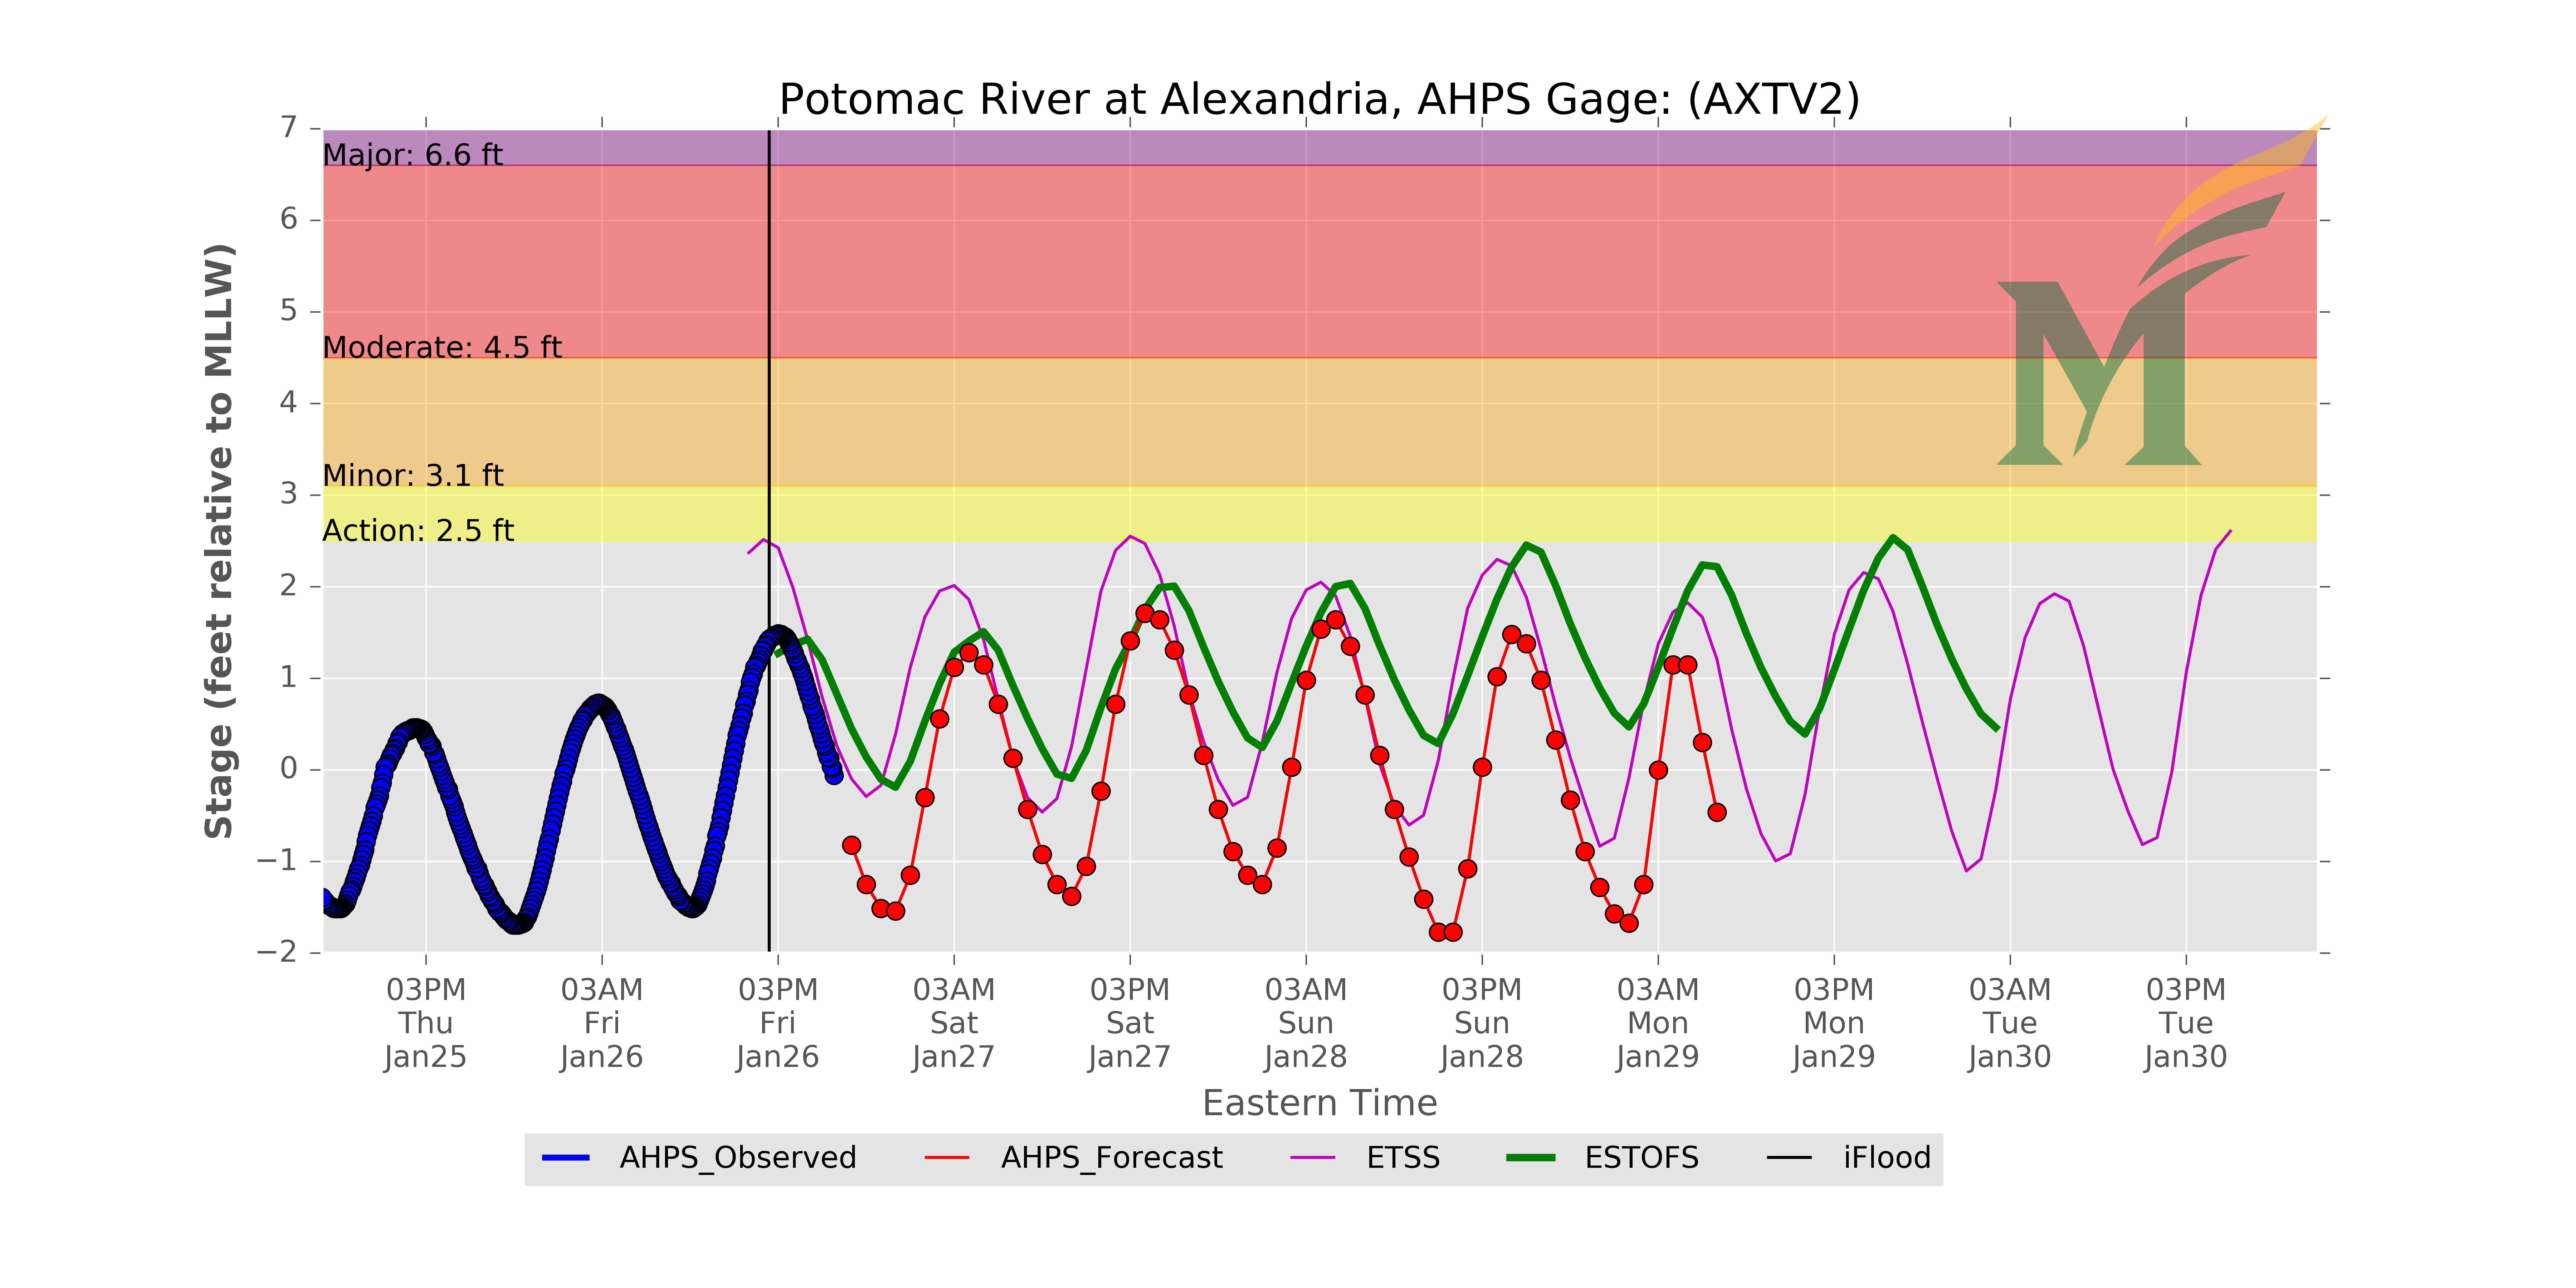 Potomac River at Alexandria, AHPS Gage: (AXTV2)
Stage (feet relative to MLLW)
7
6
5
4
3
2
1
0
−1
−2
Major: 6.6 ft
Moderate: 4.5 ft
Minor: 3.1 ft
Action: 2.5 ft
03PM 03AM 03PM 03AM 03PM 03AM 03PM 03AM 03PM 03AM 03PM
Thu Fri Fri Sat Sat Sun Sun Mon Mon Tue Tue
Jan25 Jan26 Jan26 Jan27 Jan27 Jan28 Jan28 Jan29 Jan29 Jan30 Jan30
Eastern Time
AHPS_Observed AHPS_Forecast ETSS ESTOFS iFlood